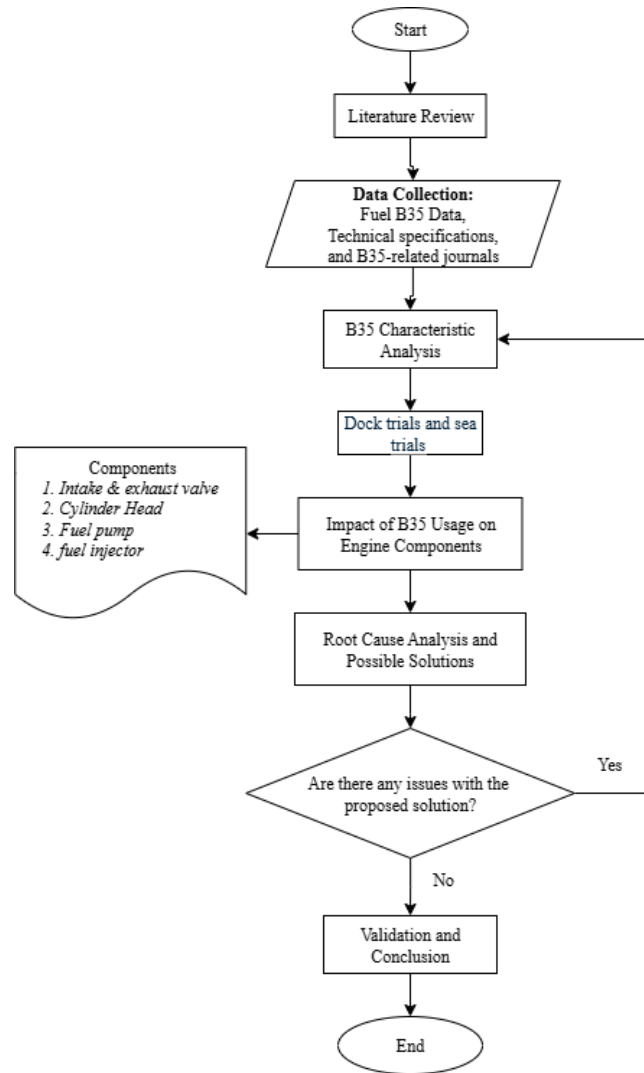 Start
Literature Review
Data Collection:
Fuel B35 Data,
Technical specifications,
and B35-related journals
B35 Characteristic
Analysis
Dock trials and sea
trials
Components
1. Intake & exhaust valve
2. Cylinder Head
3. Fuel pump
4. fuel injector
Impact of B35 Usage on
Engine Components
Root Cause Analysis and
Possible Solutions
Are there any issues with the
proposed solution?
Yes
No
Validation and
Conclusion
End